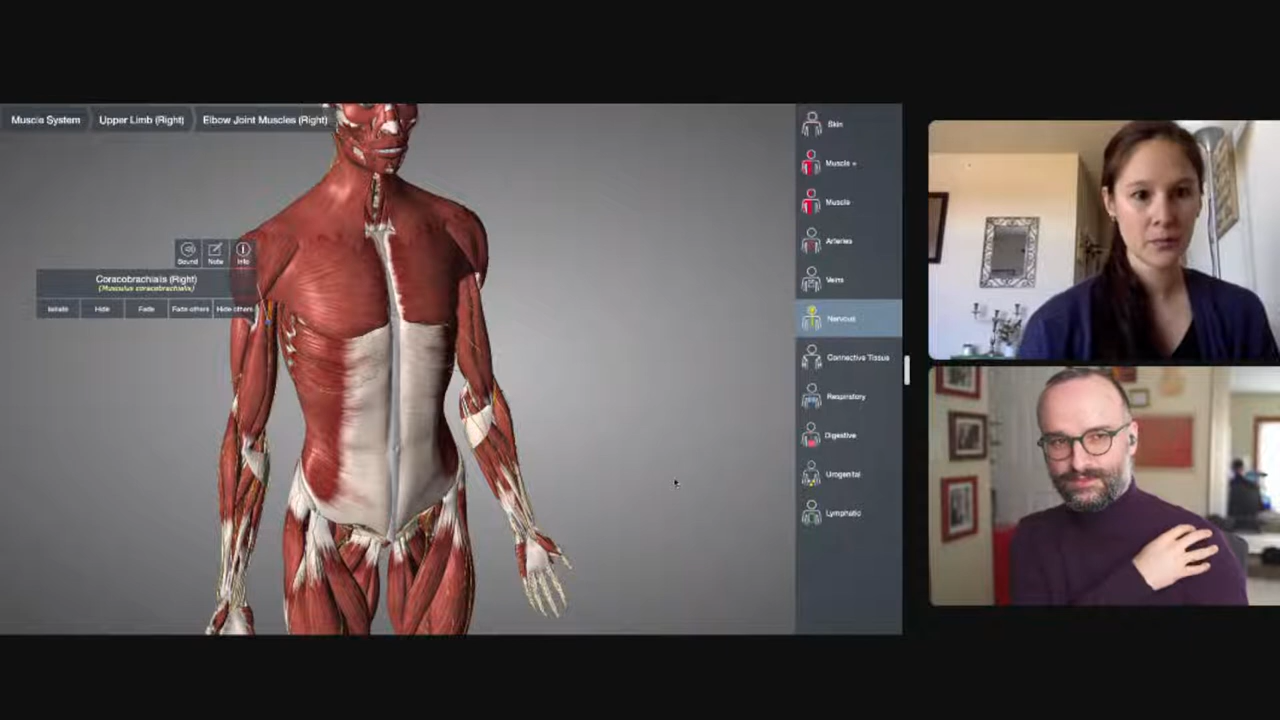 Muscle System
Upper Limb (Right)
Elbow Joint Muscles (Right)
Sound
Note
Info
Coracobrachialis (Right)
(Musculus coracobrachialis)
Isolate
Hide
Fade
Fade others
Hide others
Skin
Muscle +
Muscle
Arteries
Veins
Nervous
Connective Tissue
Respiratory
Digestive
Urogenital
Lymphatic